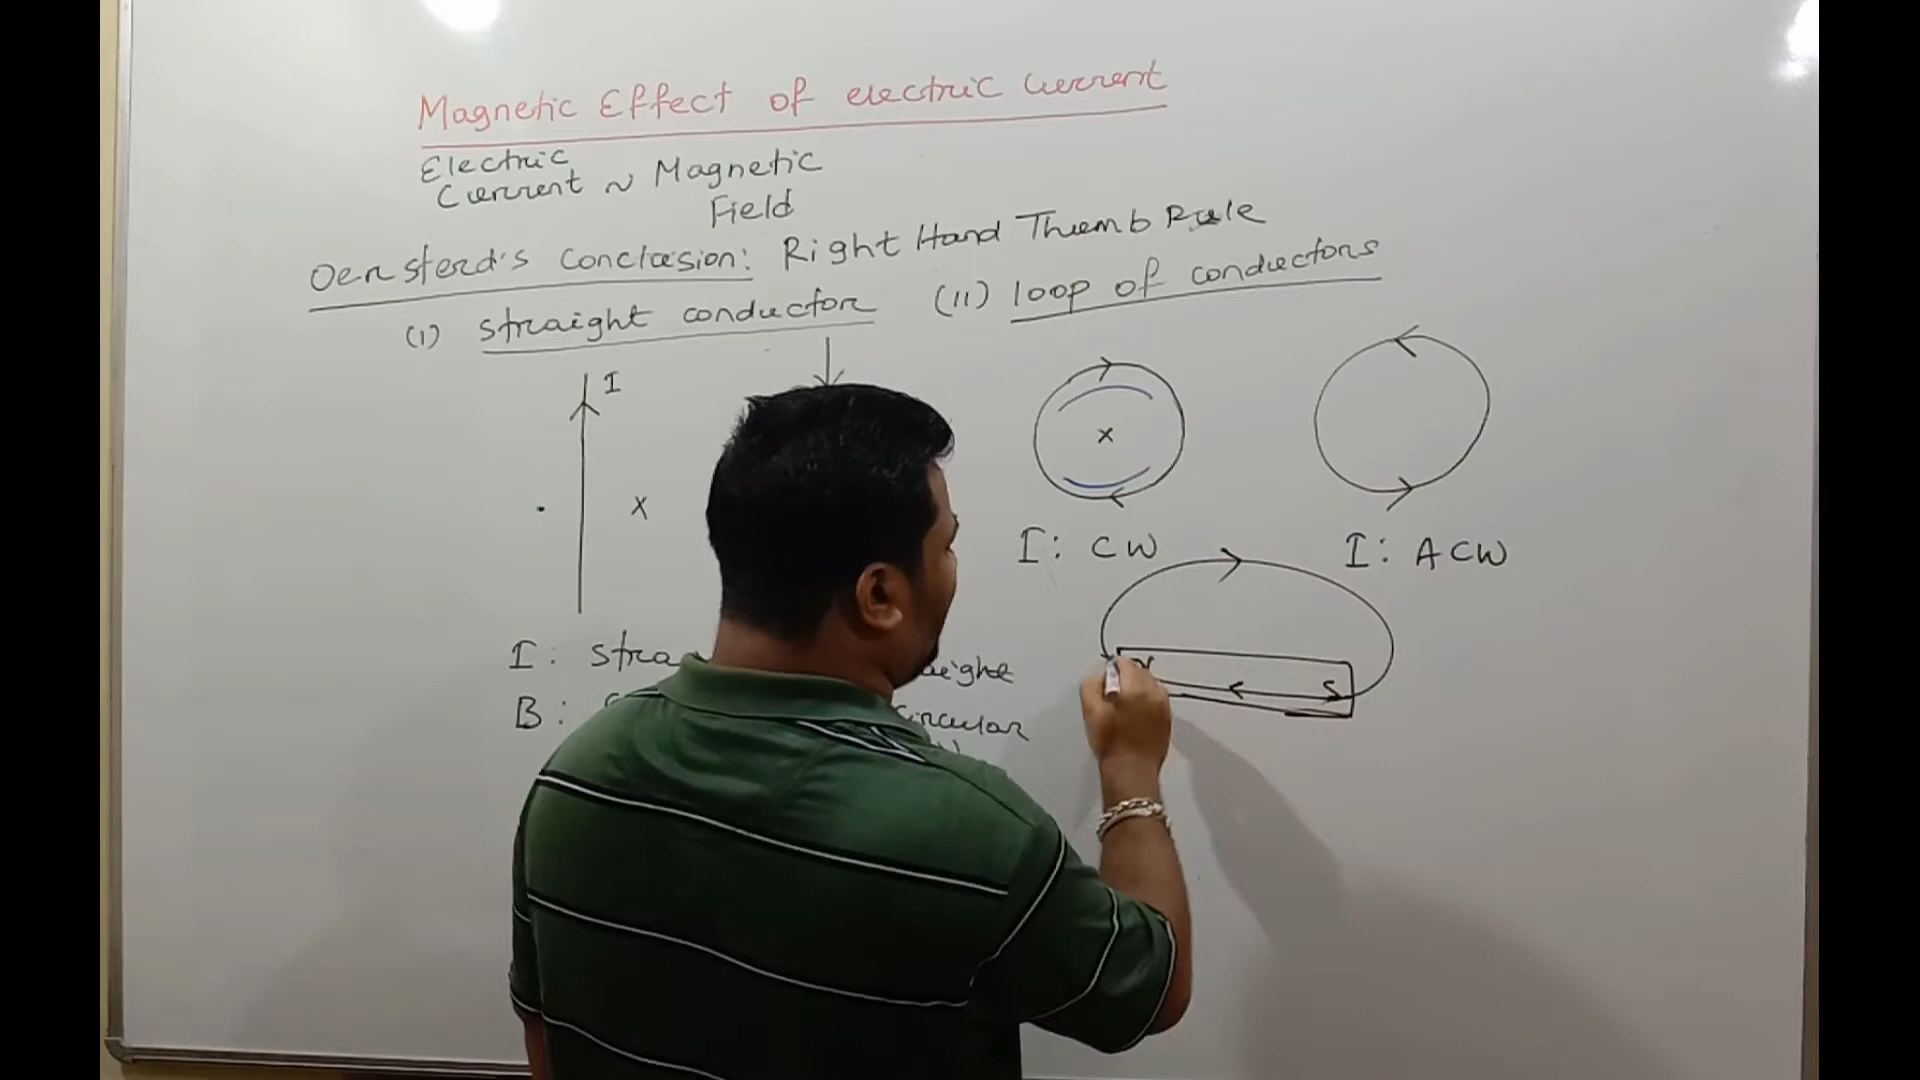 Magnetic Effect of electric current
Electric
Current ~ Magnetic
Field
Oersterd's Conclusion: Right Hand Thumb Rule
(I) straight conductor (II) loop of conductors
I
x
x
I: CW
I: ACW
S
I:
B: Circular